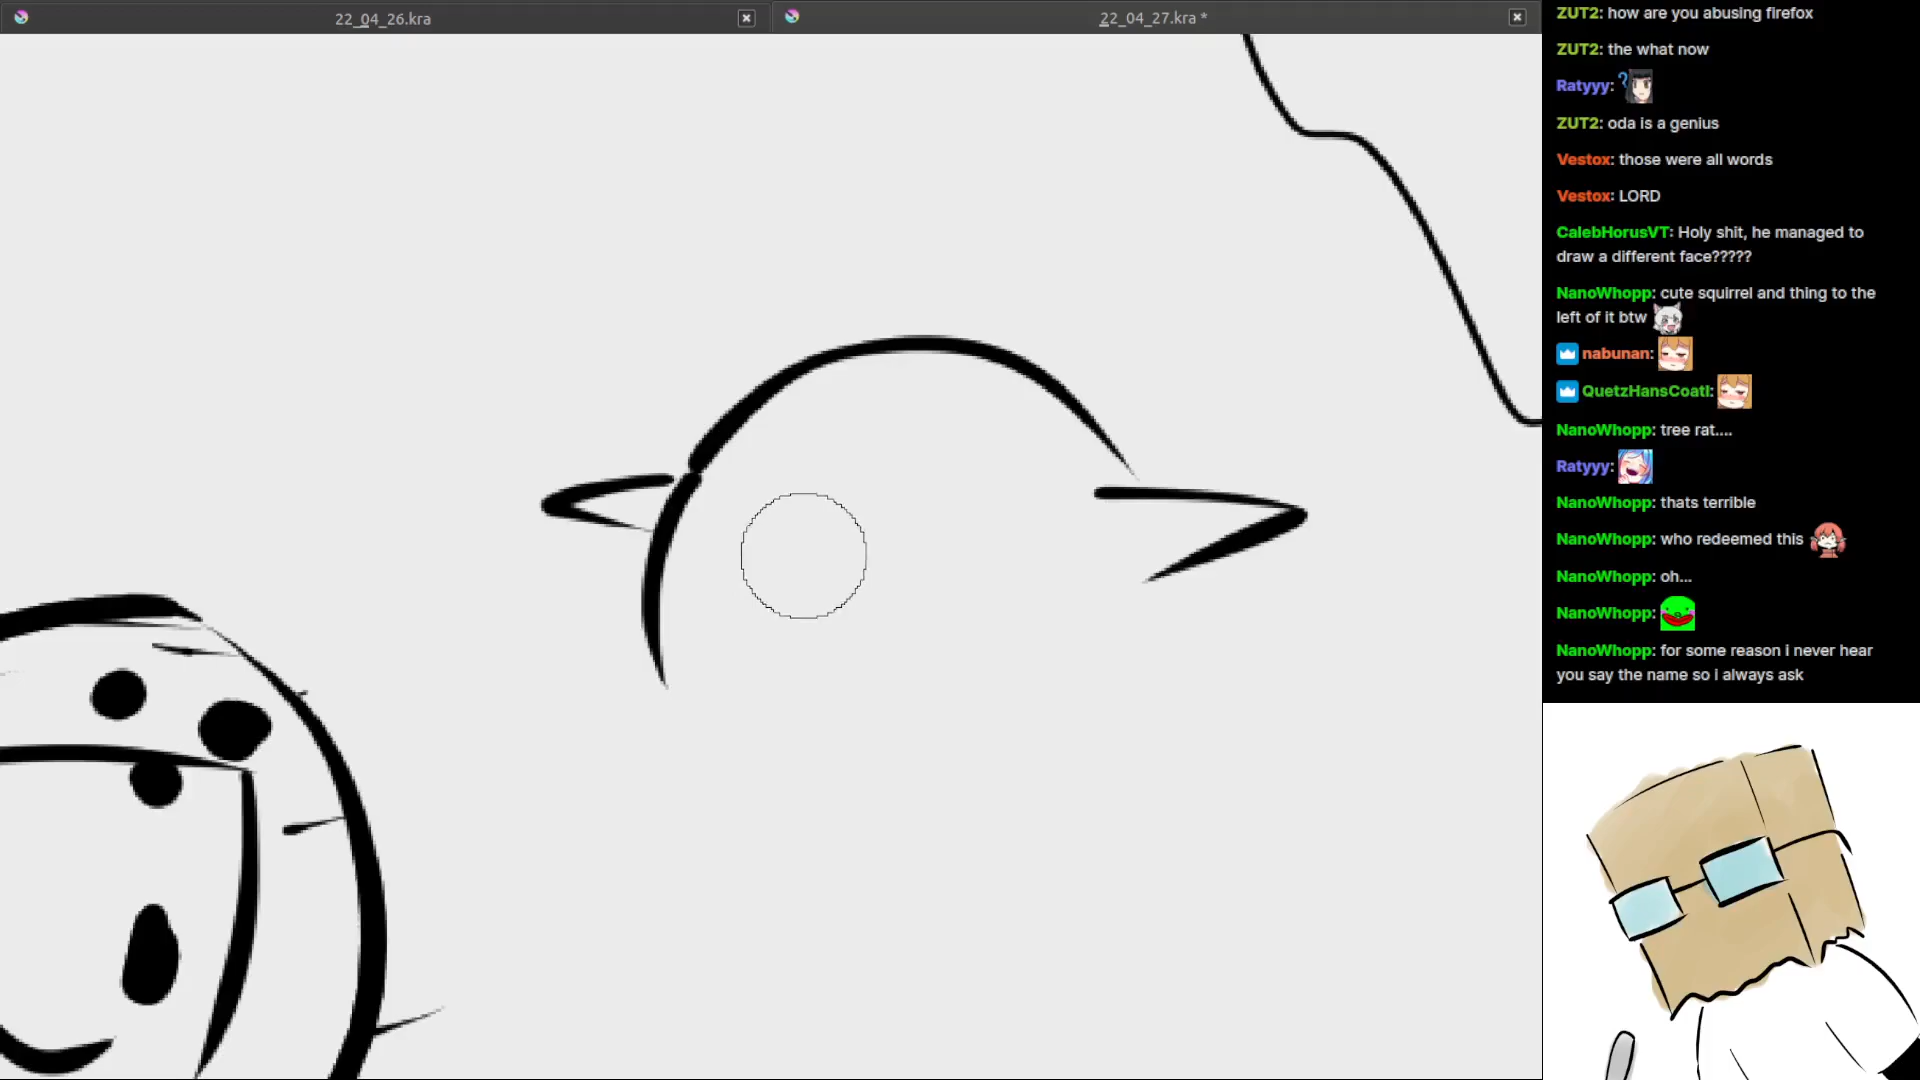 22_04_26.kra
22_04_27.kra *
ZUT2: how are you abusing firefox
ZUT2: the what now
Ratyyy:
ZUT2: oda is a genius
Vestox: those were all words
Vestox: LORD
CalebHorusVT: Holy shit, he managed to
draw a different face?????
NanoWhopp: cute squirrel and thing to the
left of it btw
nabunan:
QuetzHansCoatl:
NanoWhopp: tree rat....
Ratyyy:
NanoWhopp: thats terrible
NanoWhopp: who redeemed this
NanoWhopp: oh...
NanoWhopp:
NanoWhopp: for some reason i never hear
you say the name so I always ask